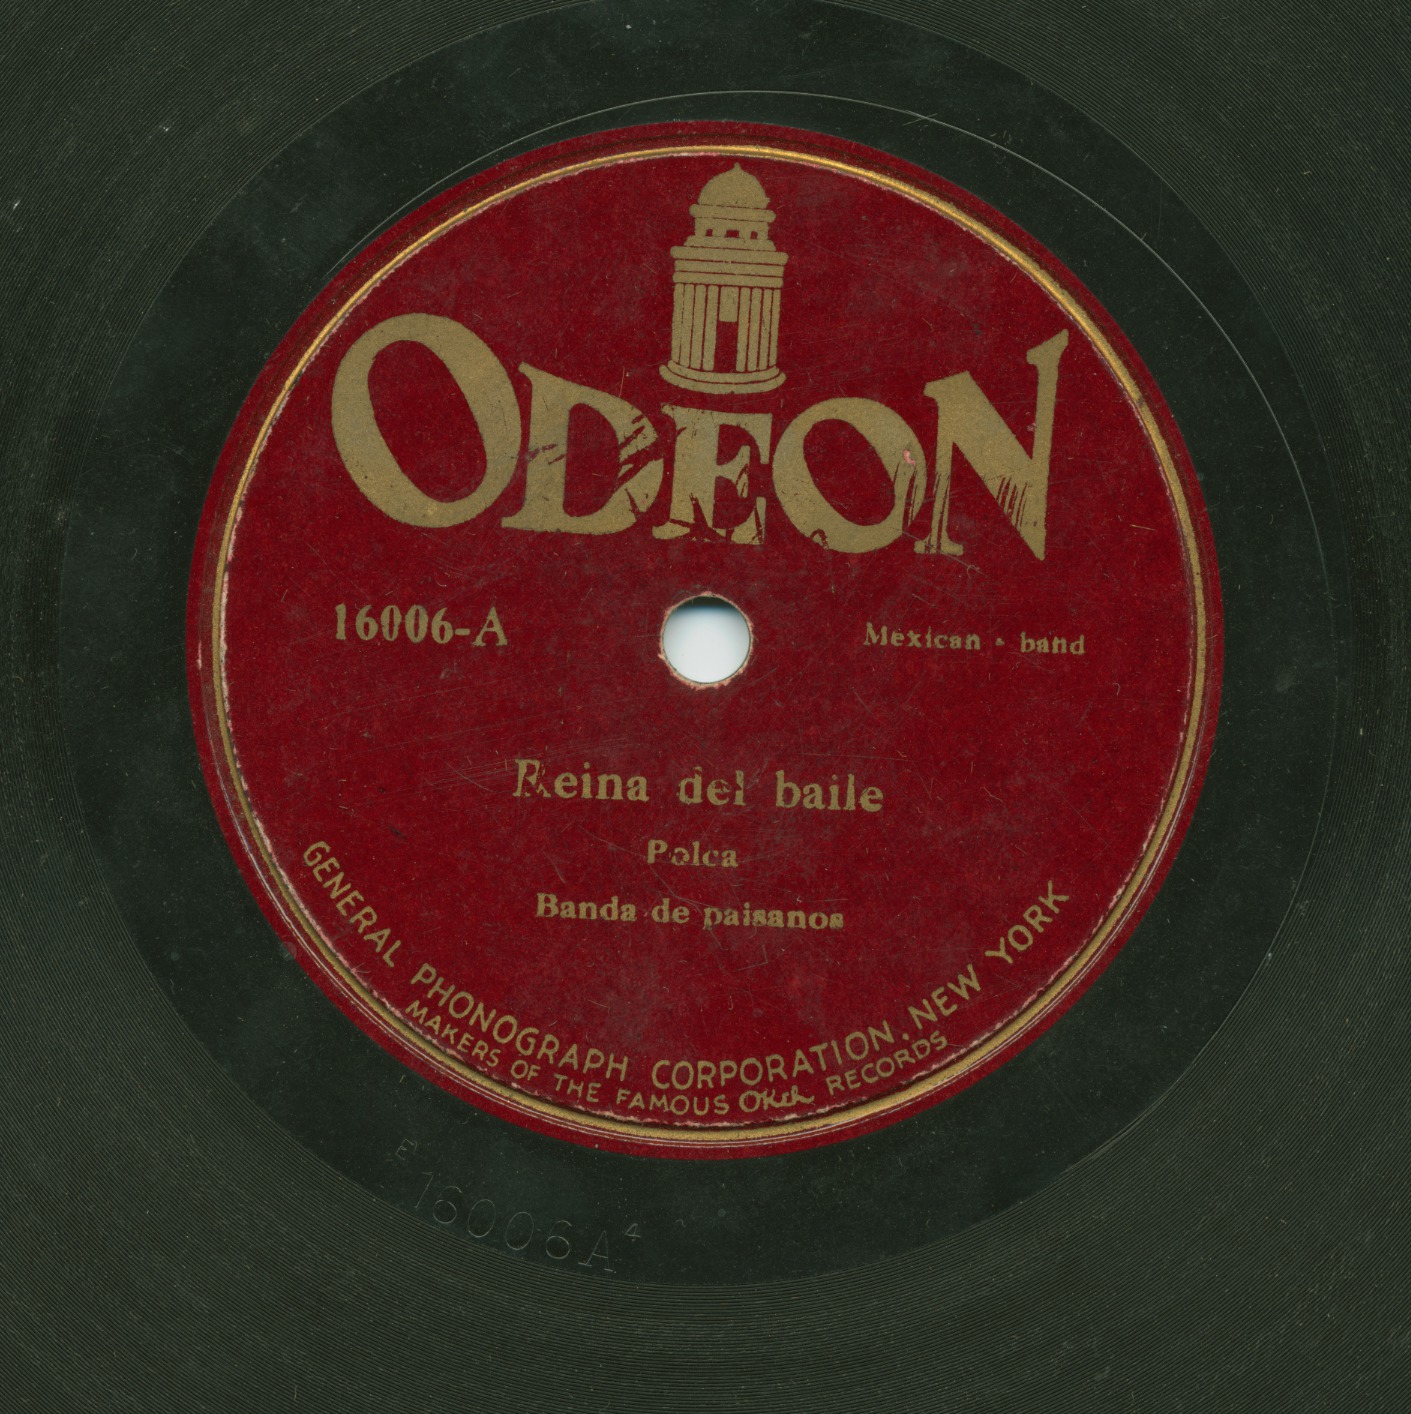 ODEON
16006-A
Mexican - band
Reina del baile
Polca
Banda de paisanos
GENERAL PHONOGRAPH CORPORATION. NEW YORK
MAKERS OF THE FAMOUS OKeh RECORDS
E 16006A 4